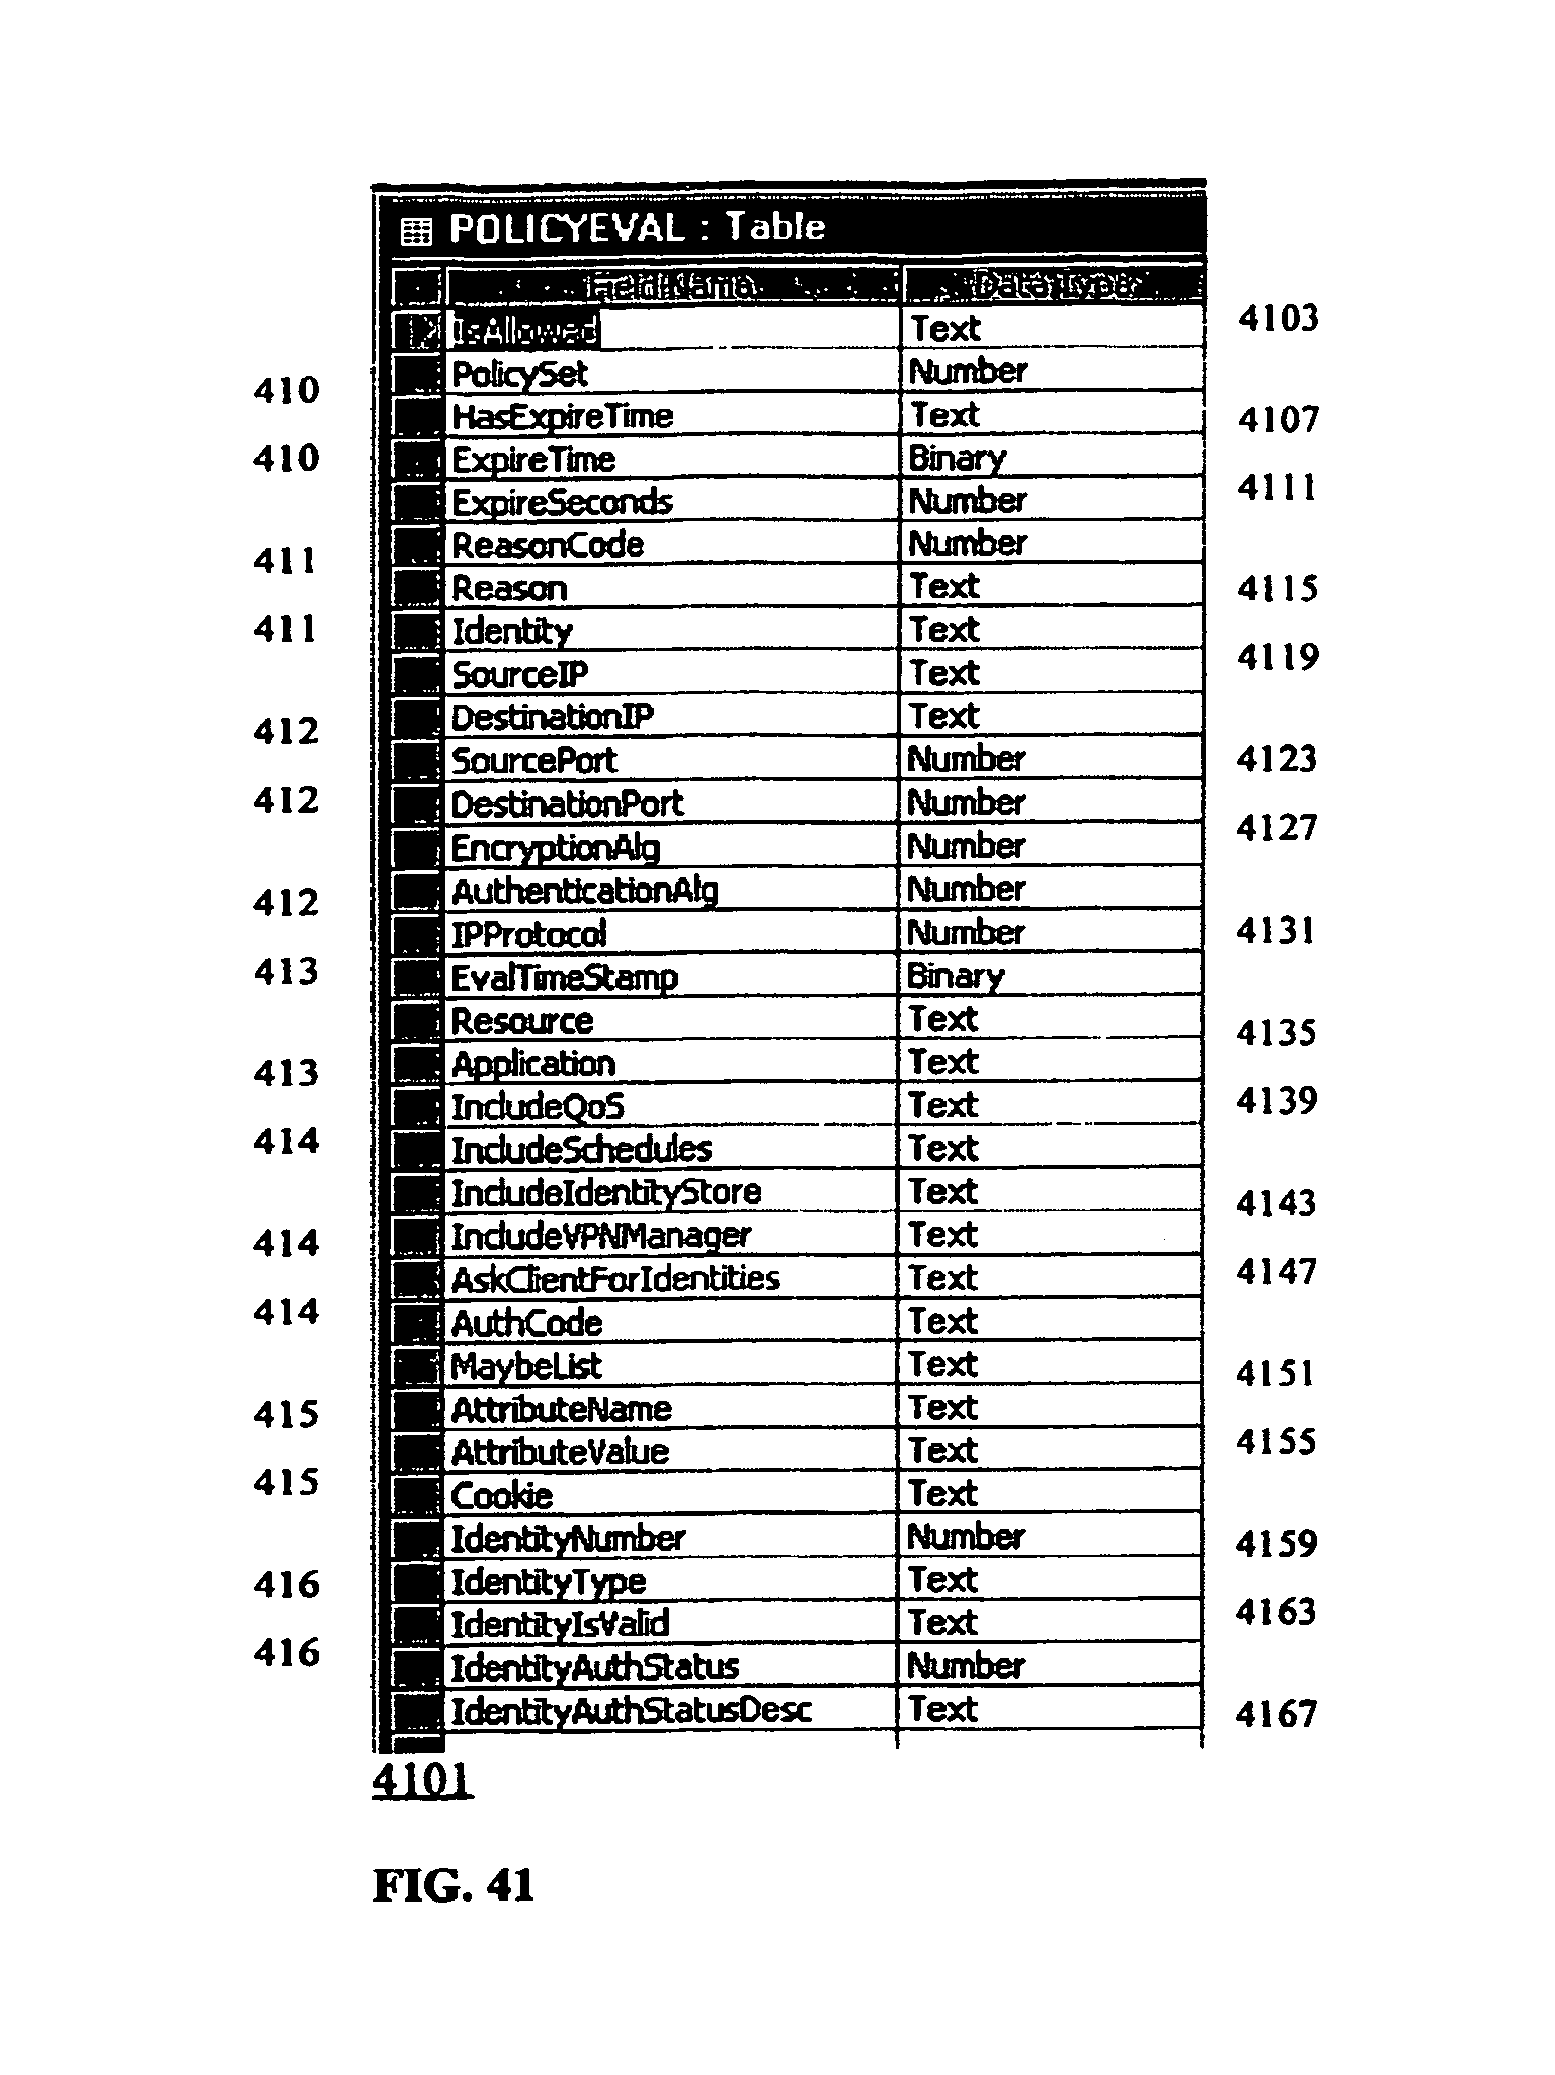 POLICYEVAL : Table
Field Name Data Type
IsAllowed Text 4103
PolicySet Number
410
HasExpireTime Text 4107
410 ExpireTime Binary
ExpireSeconds Number 4111
ReasonCode Number
411
Reason Text 4115
411 Identity Text
SourceIP Text 4119
DestinationIP Text
412
SourcePort Number 4123
412 DestinationPort Number
EncryptionAlg Number 4127
AuthenticationAlg Number
412
IPProtocol Number 4131
413 EvalTimeStamp Binary
Resource Text
4135
413 Application Text
IncludeQoS Text 4139
414 IncludeSchedules Text
IncludeIdentityStore Text
4143
414 IncludeVPNManager Text
AskClientForIdentities Text 4147
414 AuthCode Text
MaybeList Text 4151
415 AttributeName Text
AttributeValue Text 4155
415 Cookie Text
IdentityNumber Number 4159
416 IdentityType Text
IdentityIsValid Text 4163
416 IdentityAuthStatus Number
IdentityAuthStatusDesc Text 4167
4101
FIG. 41